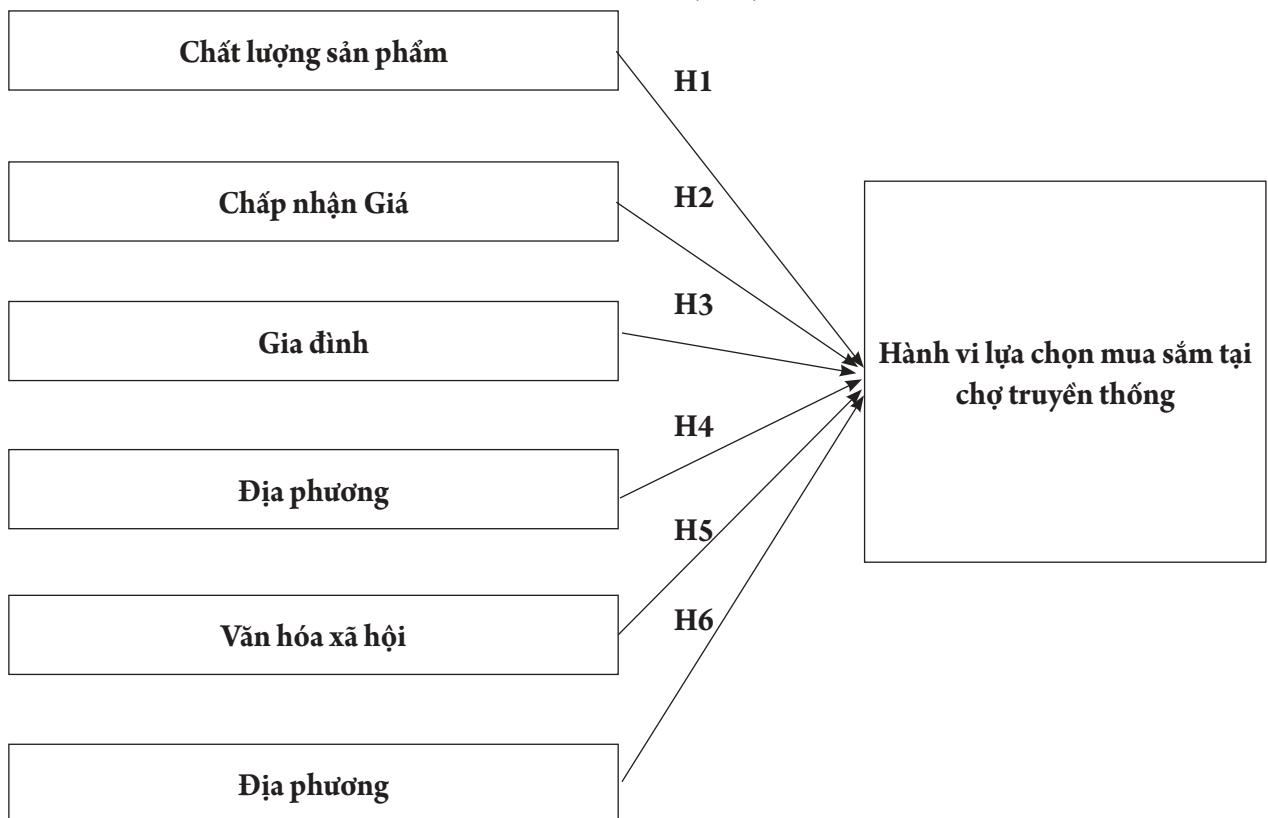 Chất lượng sản phẩm
H1
Chấp nhận Giá
H2
Gia đình
H3
Hành vi lựa chọn mua sắm tại
chợ truyền thống
Địa phương
H4
Văn hóa xã hội
H5
Địa phương
H6